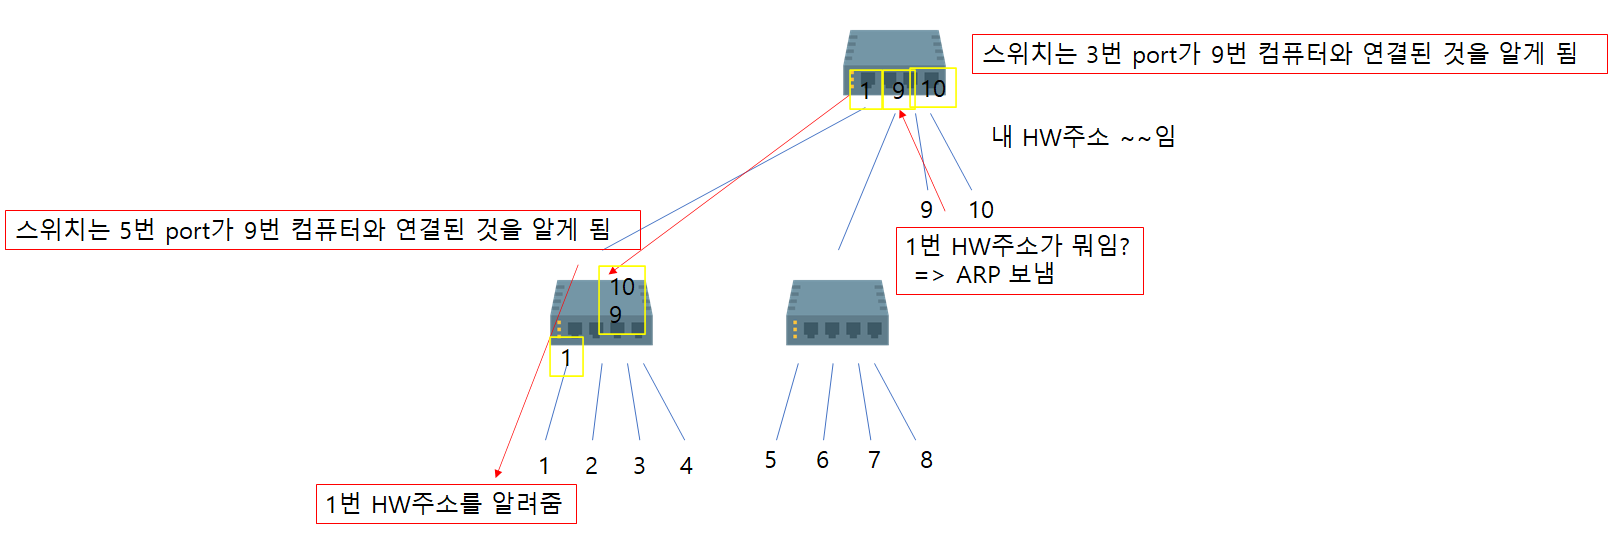 스위치는 3번 port가 9번 컴퓨터와 연결된 것을 알게 됨
1 9 10
내 HW주소 ~~임
9 10
스위치는 5번 port가 9번 컴퓨터와 연결된 것을 알게 됨
1번 HW주소가 뭐임?
=> ARP 보냄
10
9
1
1 2 3 4
5 6 7 8
1번 HW주소를 알려줌